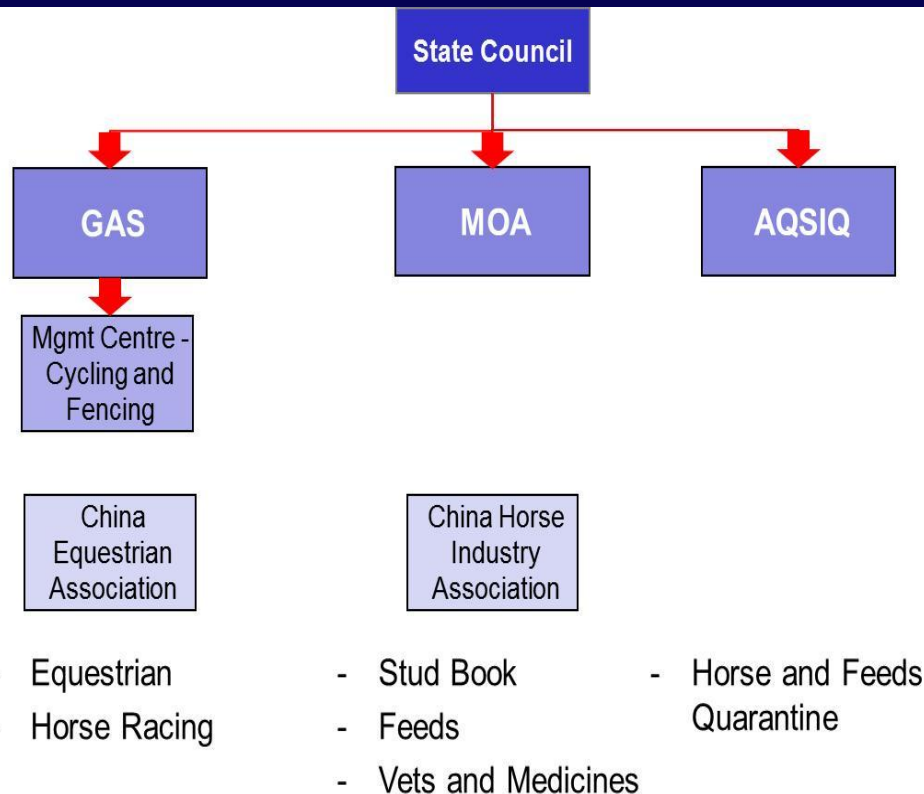 State Council
GAS
MOA
AQSIQ
Mgmt Centre -
Cycling and
Fencing
China
Equestrian
Association
China Horse
Industry
Association
- Equestrian
- Horse Racing
- Stud Book
- Feeds
- Vets and Medicines
- Horse and Feeds
Quarantine